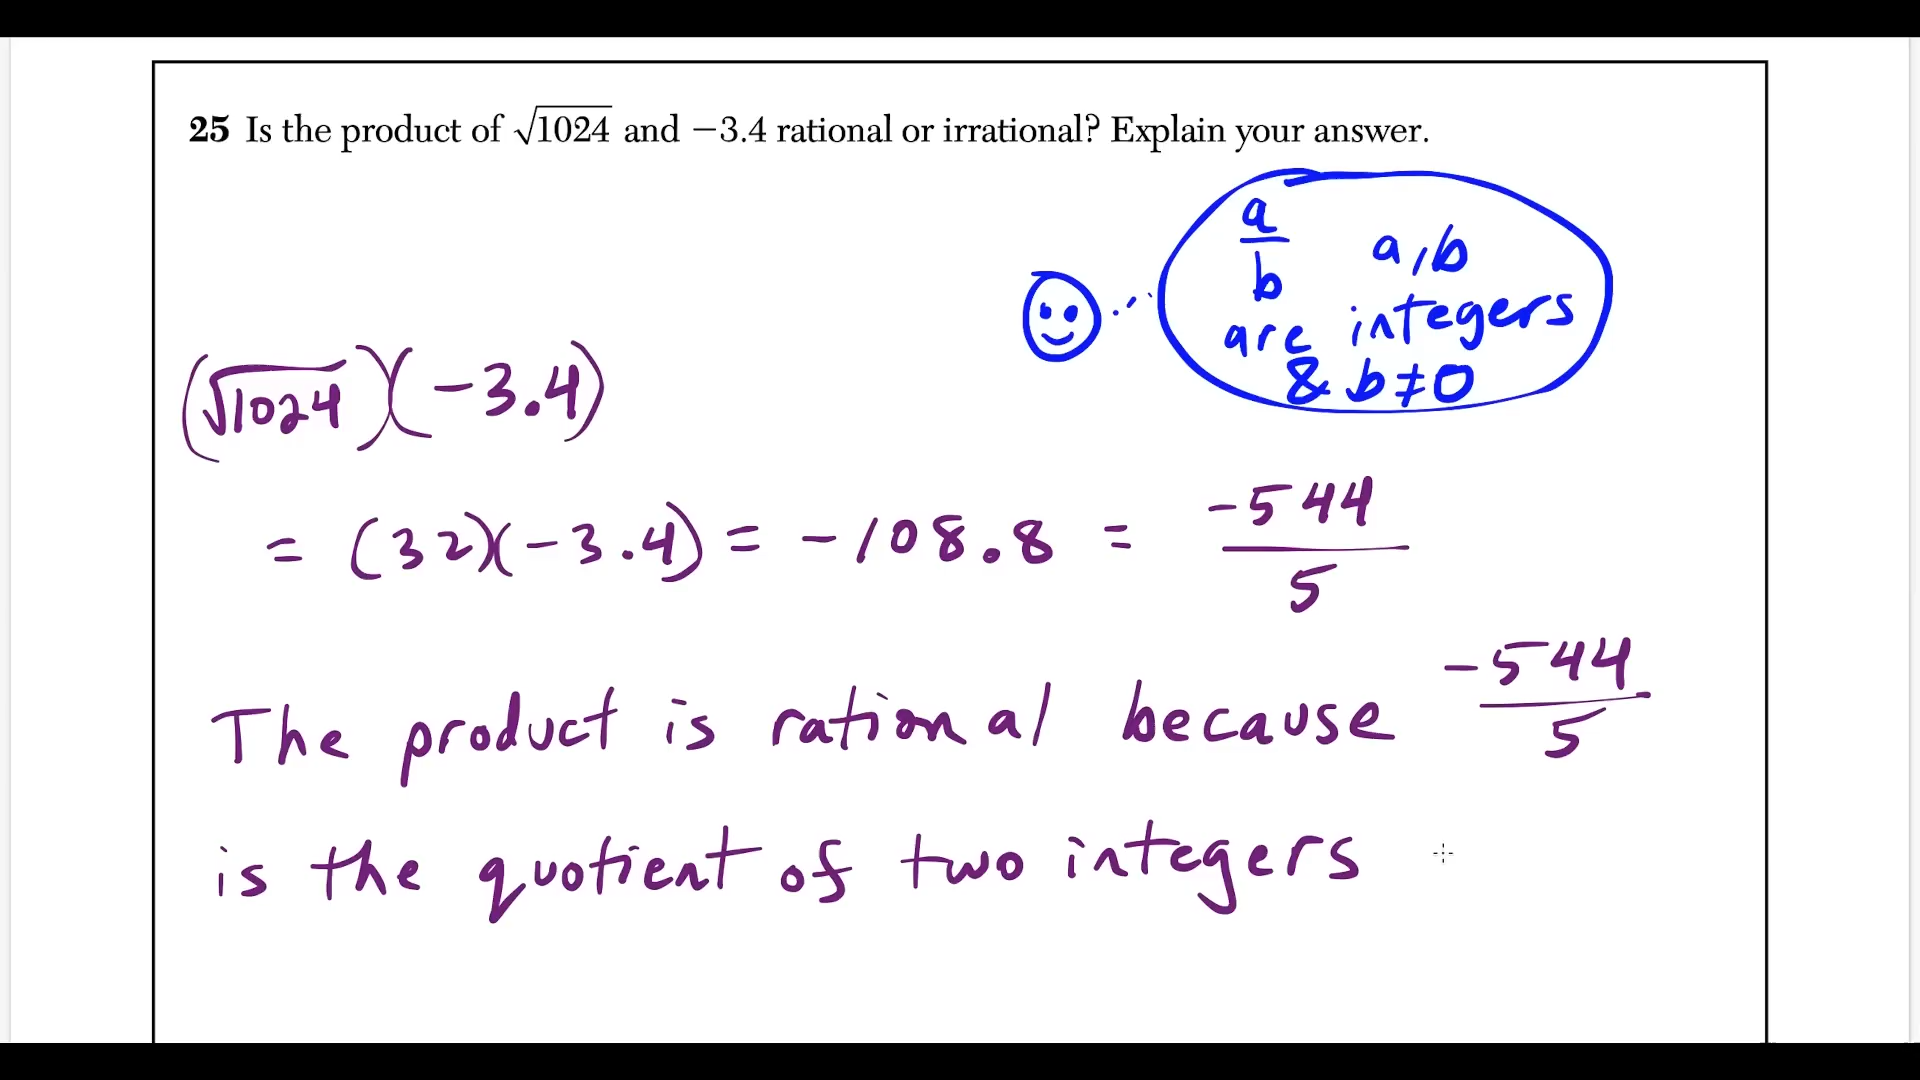 25 Is the product of √1024 and −3.4 rational or irrational? Explain your answer.
a/b a,b
are integers
& b≠0
(√1024)(-3.4)
= (32)(-3.4) = -108.8 = -544/5
The product is rational because -544/5
is the quotient of two integers